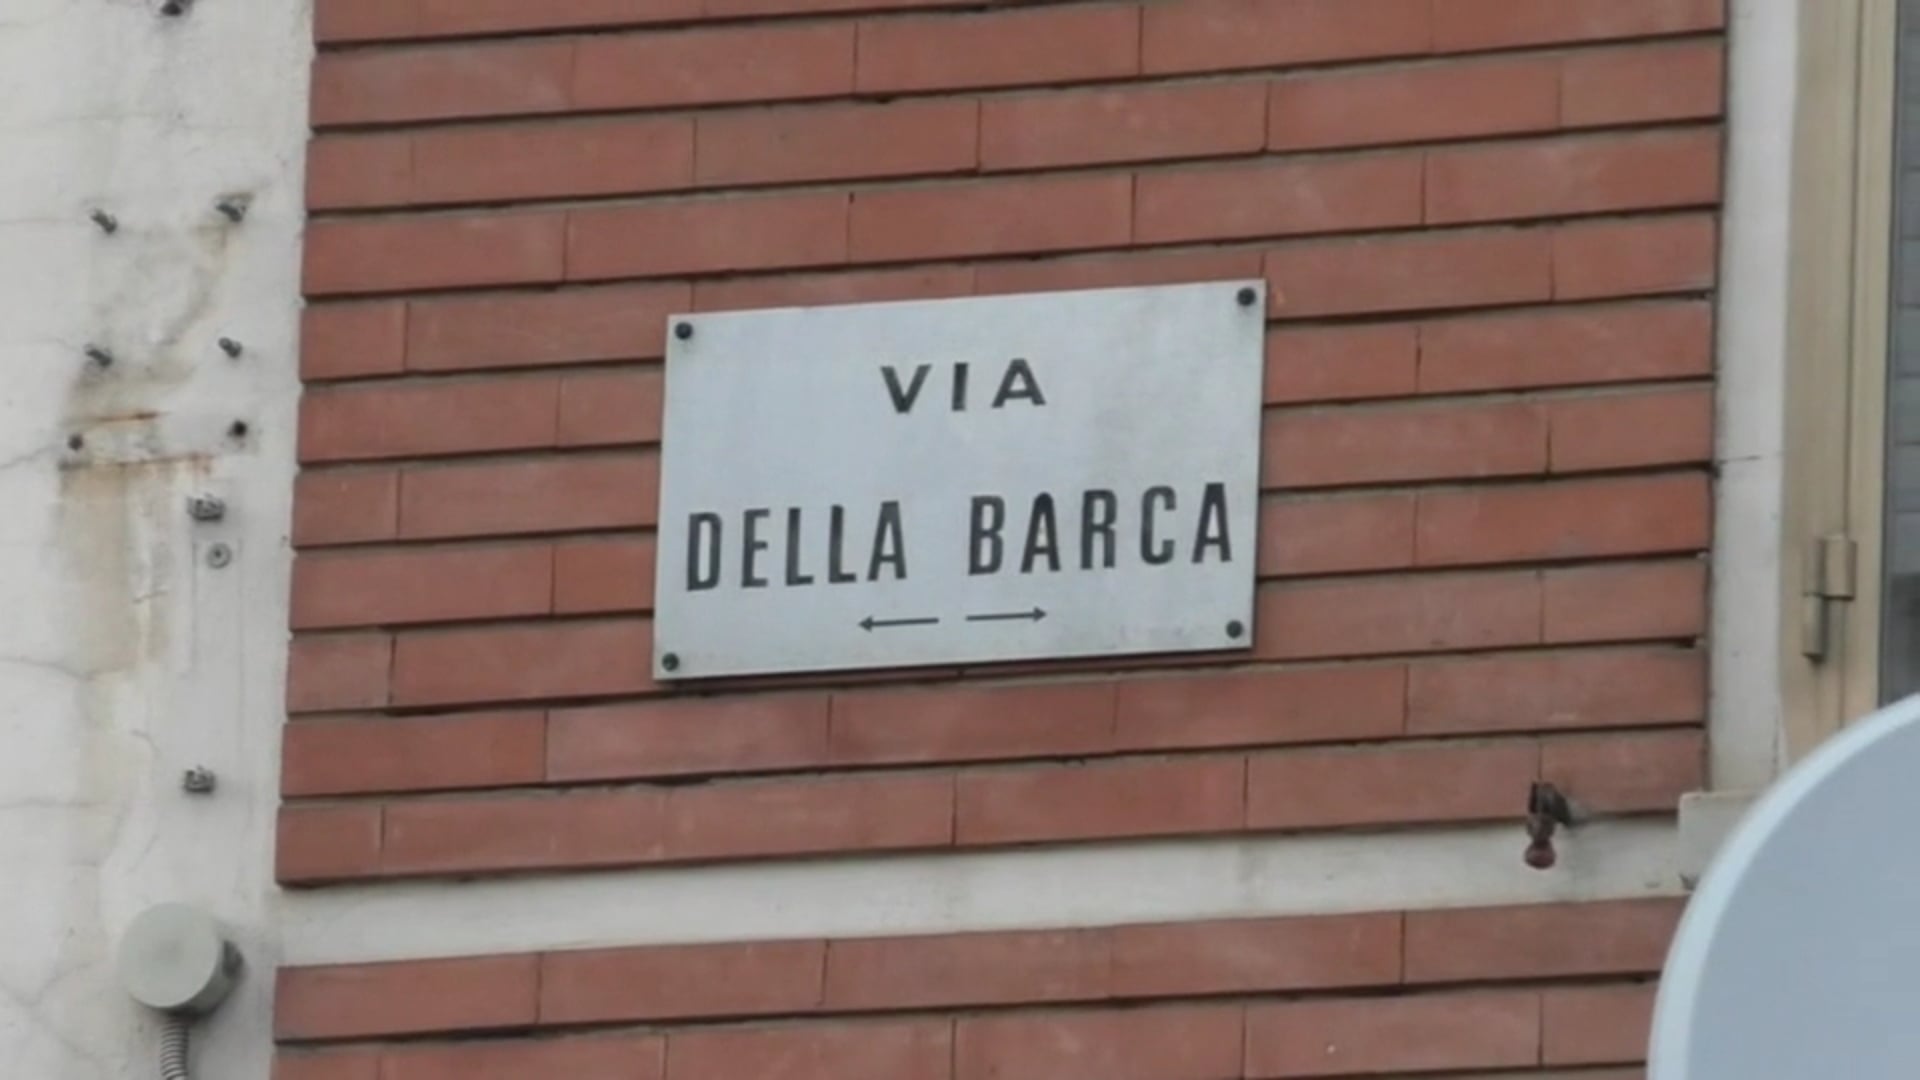 VIA
DELLA BARCA
← →